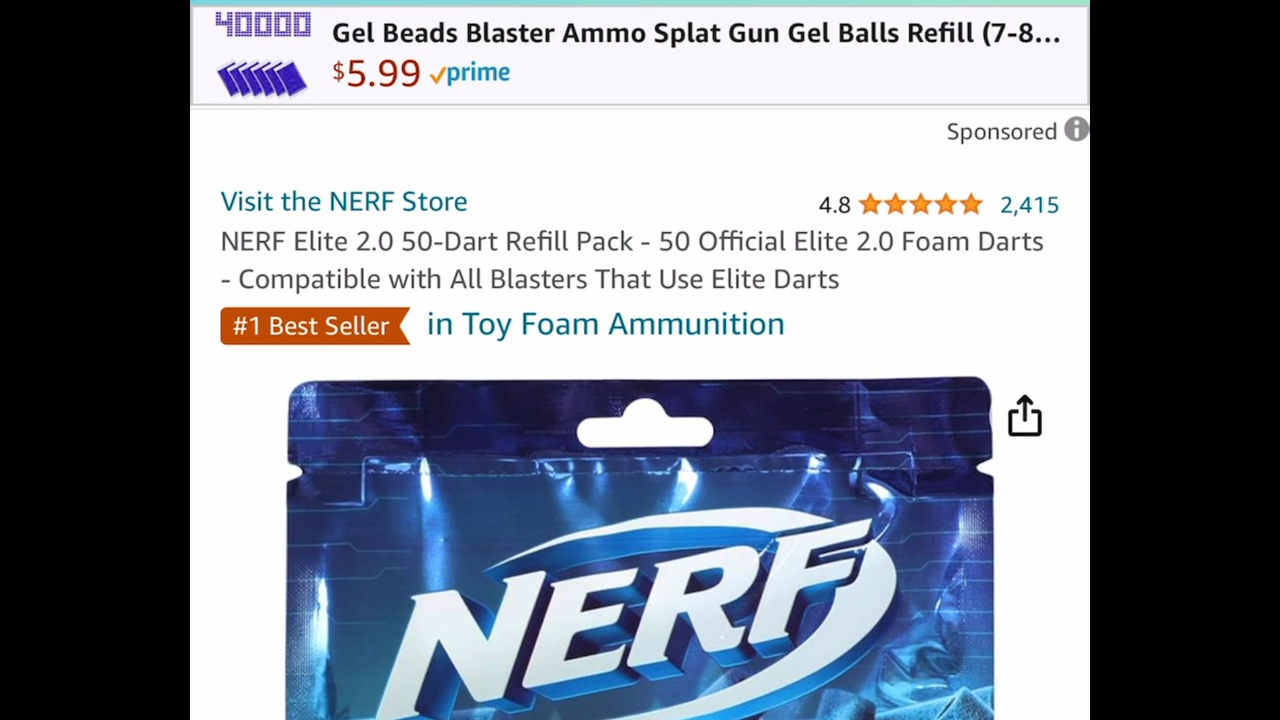 40000
Gel Beads Blaster Ammo Splat Gun Gel Balls Refill (7-8...
$5.99 prime
Sponsored
Visit the NERF Store
4.8 2,415
NERF Elite 2.0 50-Dart Refill Pack - 50 Official Elite 2.0 Foam Darts
- Compatible with All Blasters That Use Elite Darts
#1 Best Seller in Toy Foam Ammunition
NERF